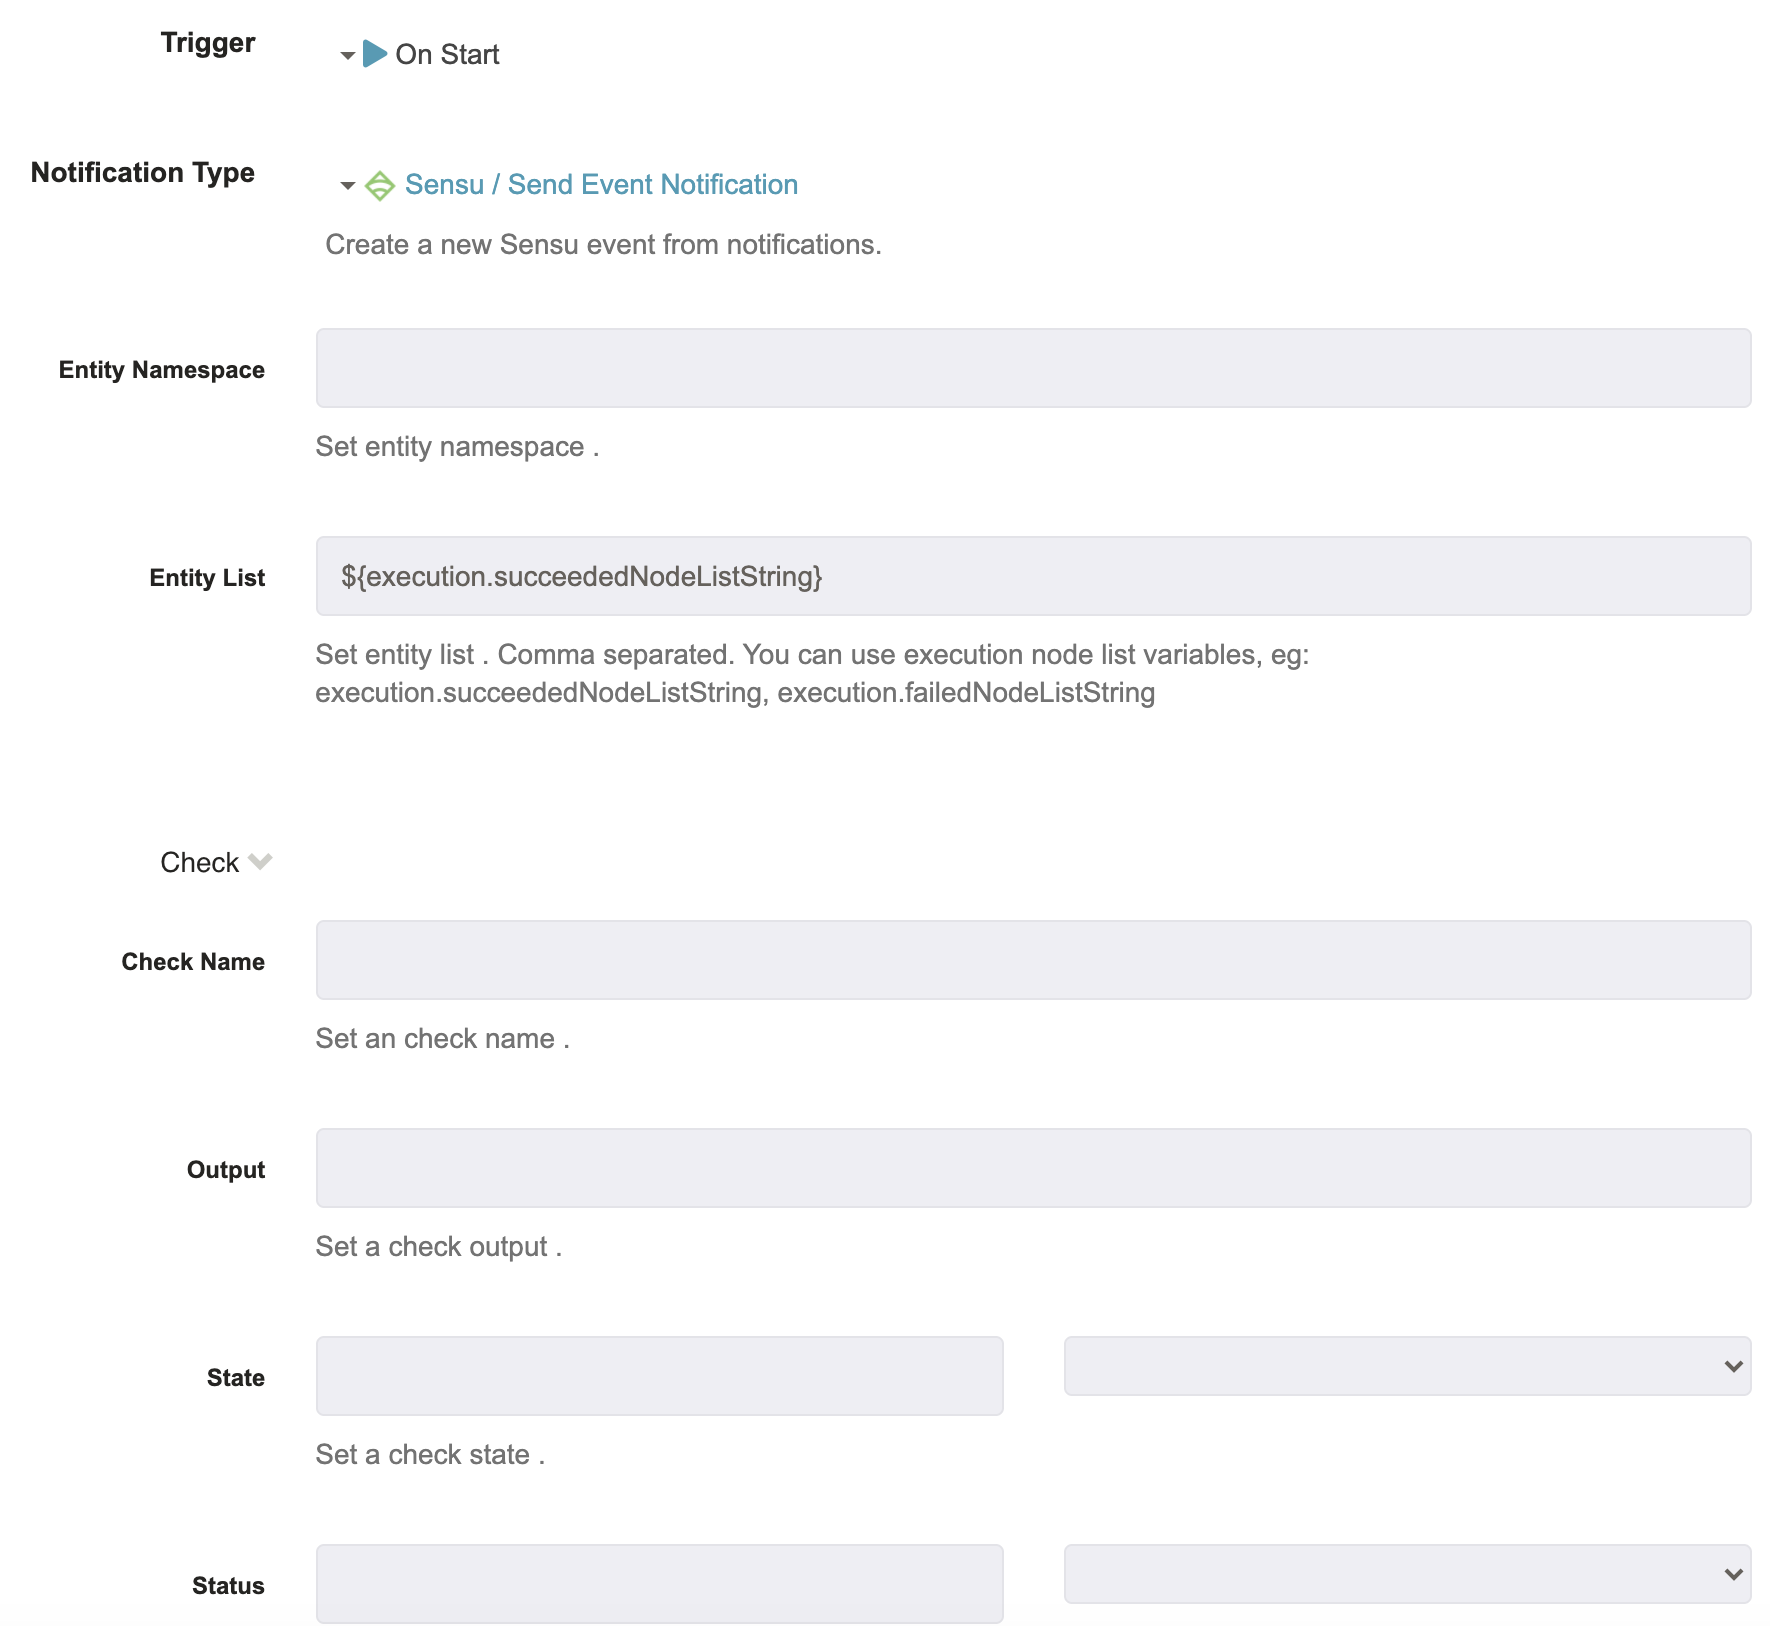 Trigger
On Start
Notification Type
Sensu / Send Event Notification
Create a new Sensu event from notifications.
Entity Namespace
Set entity namespace .
Entity List
${execution.succeededNodeListString}
Set entity list . Comma separated. You can use execution node list variables, eg:
execution.succeededNodeListString, execution.failedNodeListString
Check
Check Name
Set an check name .
Output
Set a check output .
State
Set a check state .
Status